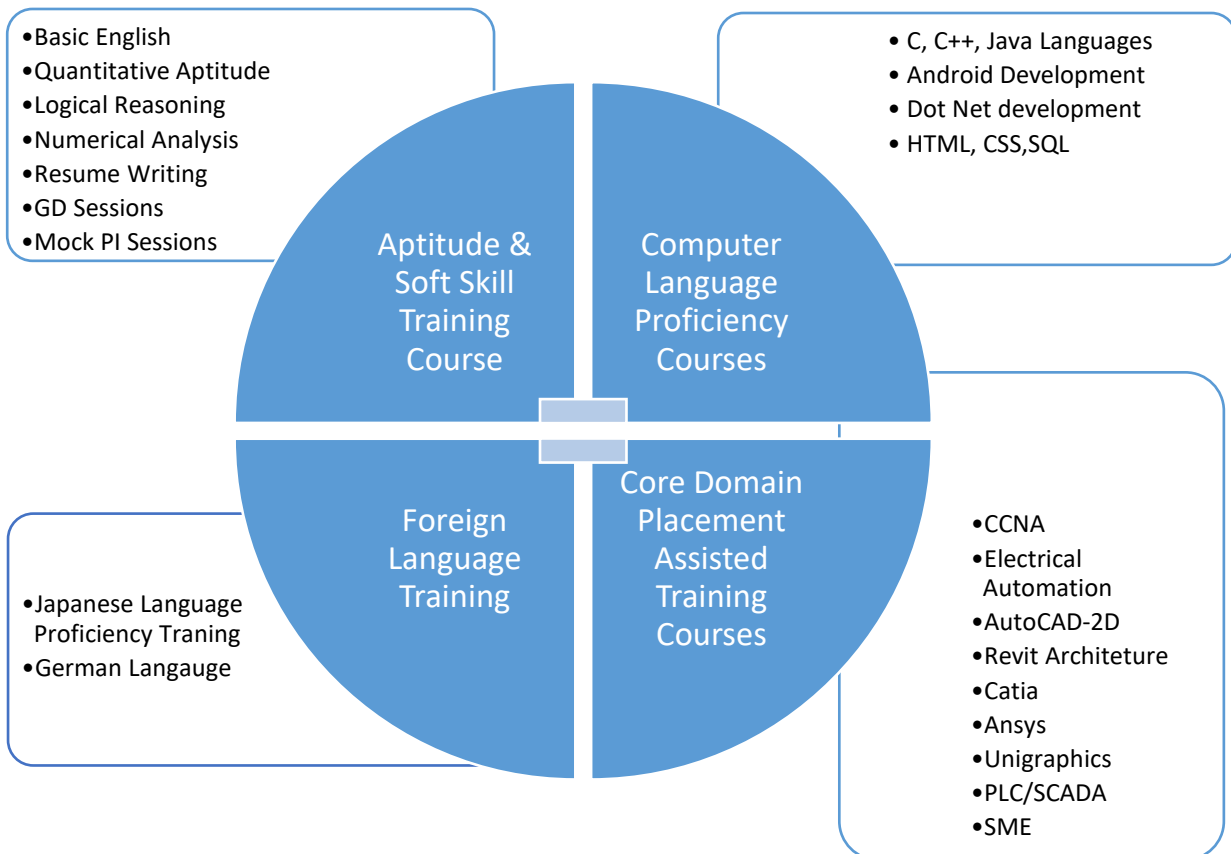 •Basic English
•Quantitative Aptitude
•Logical Reasoning
•Numerical Analysis
•Resume Writing
•GD Sessions
•Mock PI Sessions
• C, C++, Java Languages
• Android Development
• Dot Net development
• HTML, CSS,SQL
Aptitude &
Soft Skill
Training
Course
Computer
Language
Proficiency
Courses
Foreign
Language
Training
Core Domain
Placement
Assisted
Training
Courses
•Japanese Language
Proficiency Traning
•German Langauge
•CCNA
•Electrical
Automation
•AutoCAD-2D
•Revit Architeture
•Catia
•Ansys
•Unigraphics
•PLC/SCADA
•SME